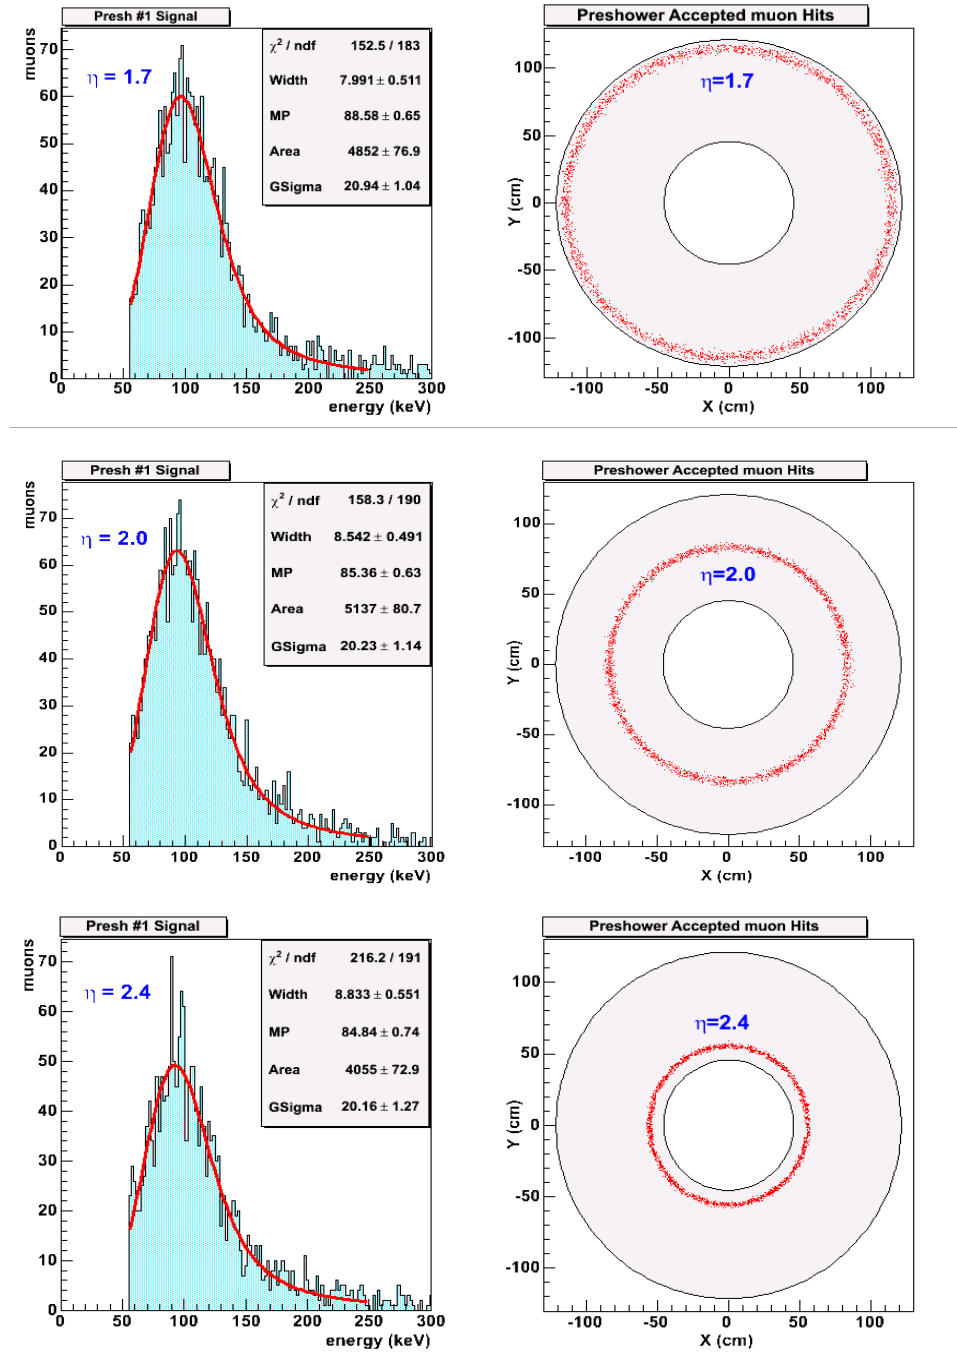 Presh #1 Signal
muons
η = 1.7
χ² / ndf 152.5 / 183
Width 7.991 ± 0.511
MP 88.58 ± 0.65
Area 4852 ± 76.9
GSigma 20.94 ± 1.04
70
60
50
40
30
20
10
0
0 50 100 150 200 250 300
energy (keV)
Preshower Accepted muon Hits
η=1.7
Y (cm)
100
50
0
-50
-100
-100 -50 0 50 100
X (cm)
Presh #1 Signal
muons
η = 2.0
χ² / ndf 158.3 / 190
Width 8.542 ± 0.491
MP 85.36 ± 0.63
Area 5137 ± 80.7
GSigma 20.23 ± 1.14
70
60
50
40
30
20
10
0
0 50 100 150 200 250 300
energy (keV)
Preshower Accepted muon Hits
η=2.0
Y (cm)
100
50
0
-50
-100
-100 -50 0 50 100
X (cm)
Presh #1 Signal
muons
η = 2.4
χ² / ndf 216.2 / 191
Width 8.833 ± 0.551
MP 84.84 ± 0.74
Area 4055 ± 72.9
GSigma 20.16 ± 1.27
70
60
50
40
30
20
10
0
0 50 100 150 200 250 300
energy (keV)
Preshower Accepted muon Hits
η=2.4
Y (cm)
100
50
0
-50
-100
-100 -50 0 50 100
X (cm)